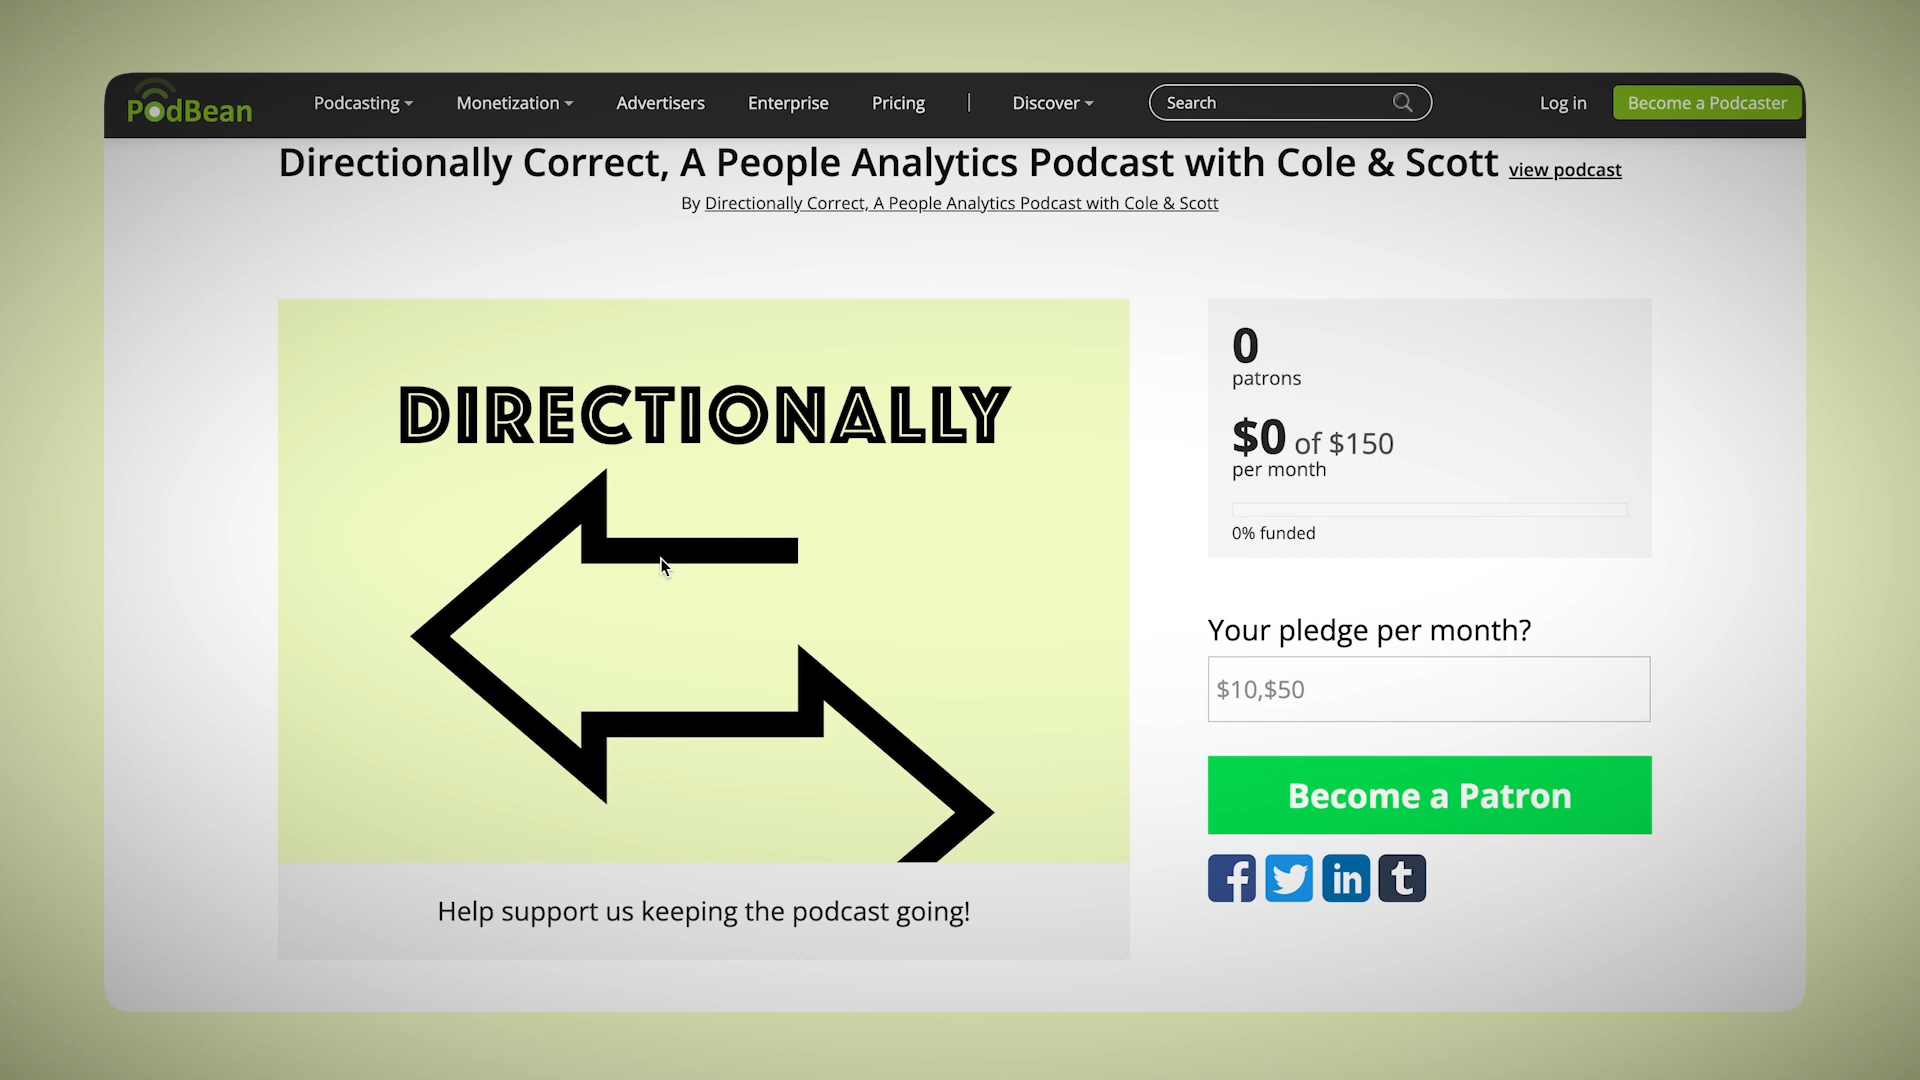 PodBean
Podcasting
Monetization
Advertisers
Enterprise
Pricing
|
Discover
Search
Log in
Become a Podcaster
Directionally Correct, A People Analytics Podcast with Cole & Scott view podcast
By Directionally Correct, A People Analytics Podcast with Cole & Scott
DIRECTIONALLY
Help support us keeping the podcast going!
0
patrons
$0 of $150
per month
0% funded
Your pledge per month?
$10,$50
Become a Patron